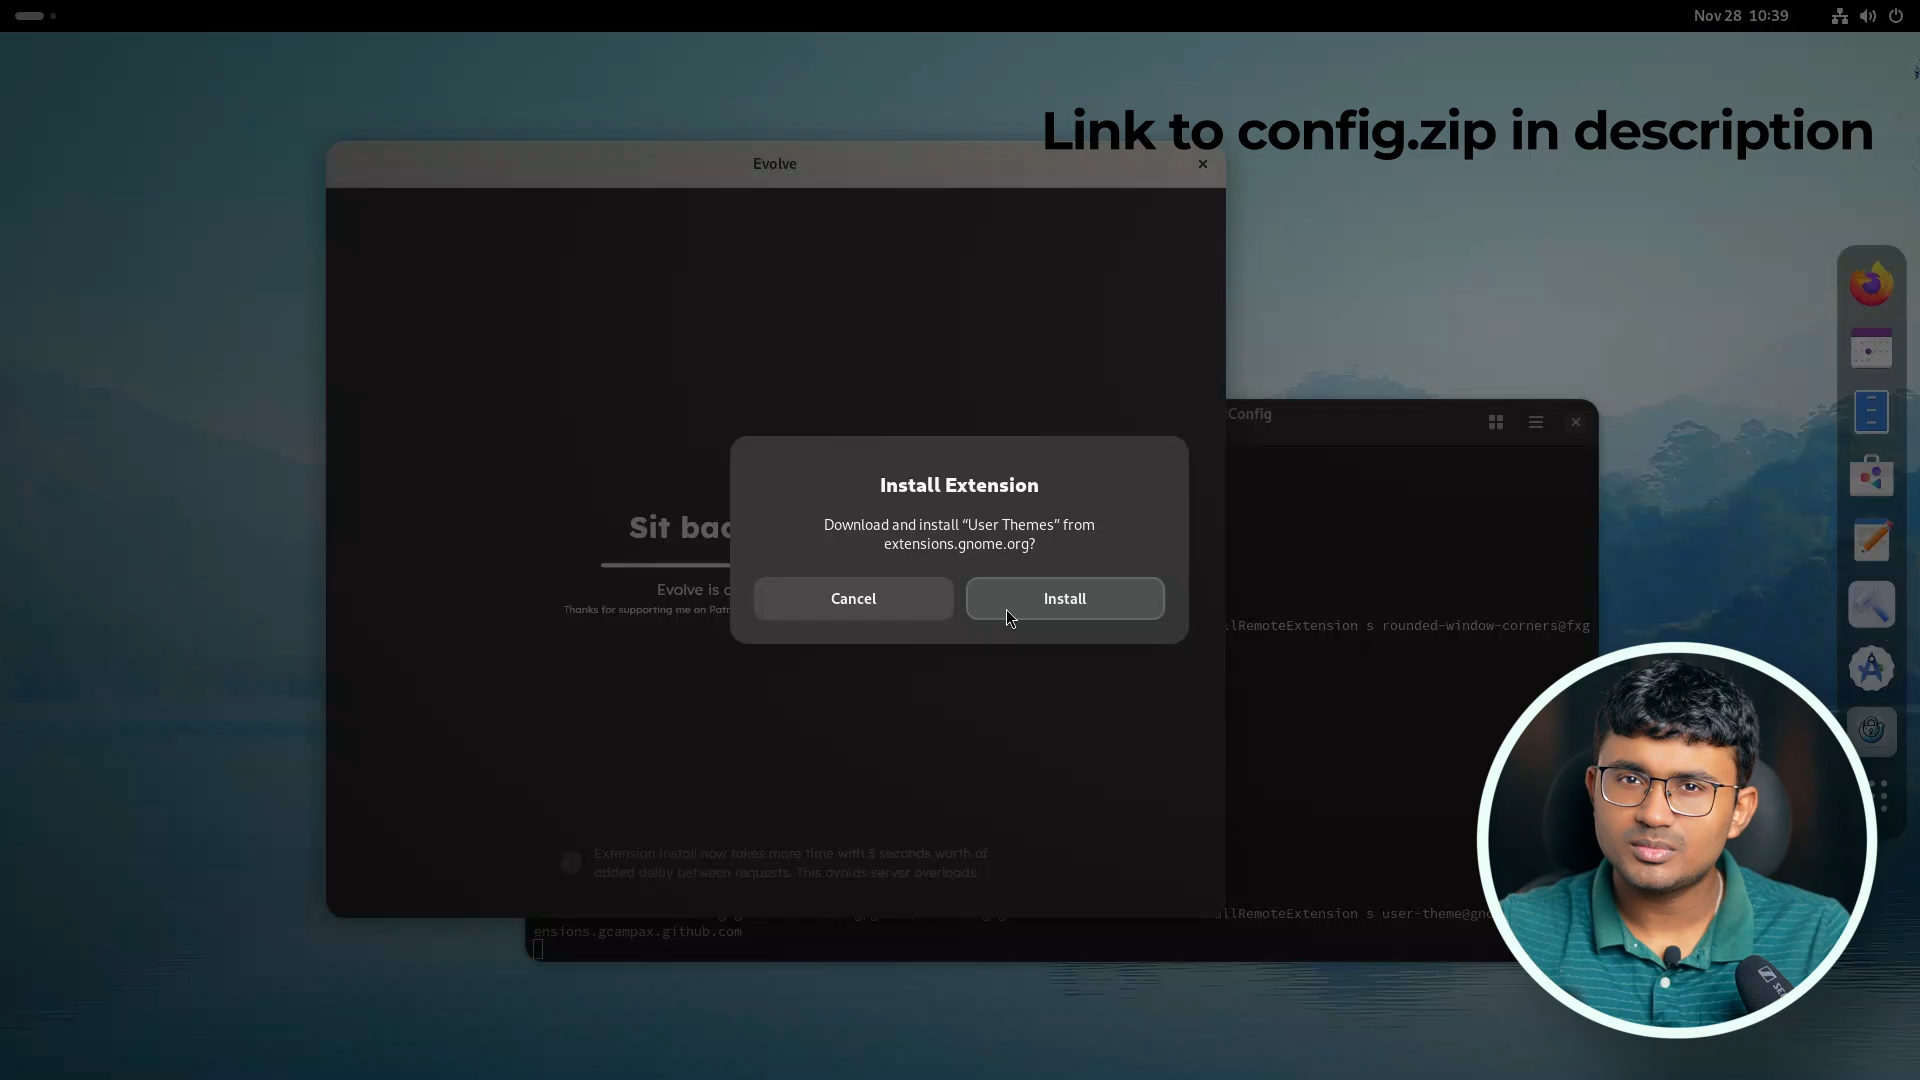 Nov 28 10:39
Link to config.zip in description
Evolve
Config
Install Extension
Download and install “User Themes” from
extensions.gnome.org?
Cancel
Install
Sit bac
Evolve is
Thanks for supporting me on Patr
allRemoteExtension s rounded-window-corners@fxg
Extension install now takes more time with 3 seconds worth of
added delay between requests. This avoids server overloads.
allRemoteExtension s user-theme@gno
ensions.gcampax.github.com